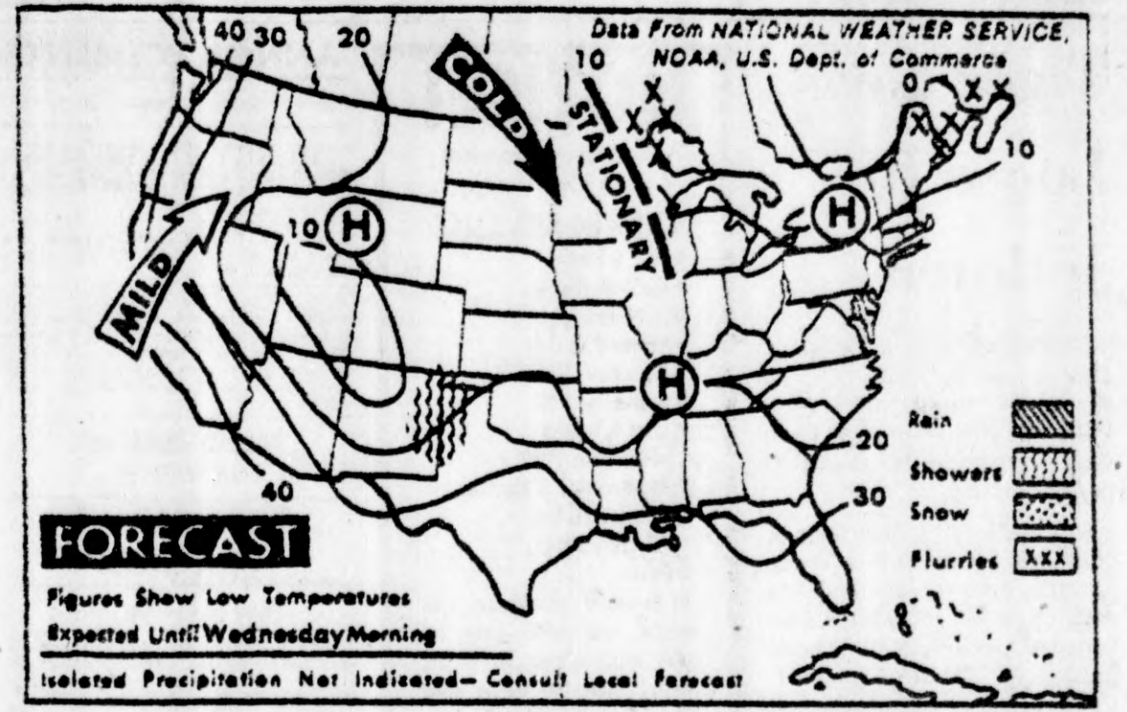 Data From NATIONAL WEATHER SERVICE,
NOAA, U.S. Dept. of Commerce
40 30 20
COLD
10
STATIONARY
0
XX
X
XX
X
X
10
H
10
H
MILD
H
20
30
40
Rain
Showers
Snow
Flurries XXX
FORECAST
Figures Show Low Temperatures
Expected Until Wednesday Morning
Isolated Precipitation Not Indicated— Consult Local Forecast